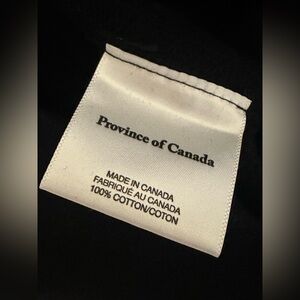 Province of Canada
MADE IN CANADA
FABRIQUÉ AU CANADA
100% COTTON/COTON